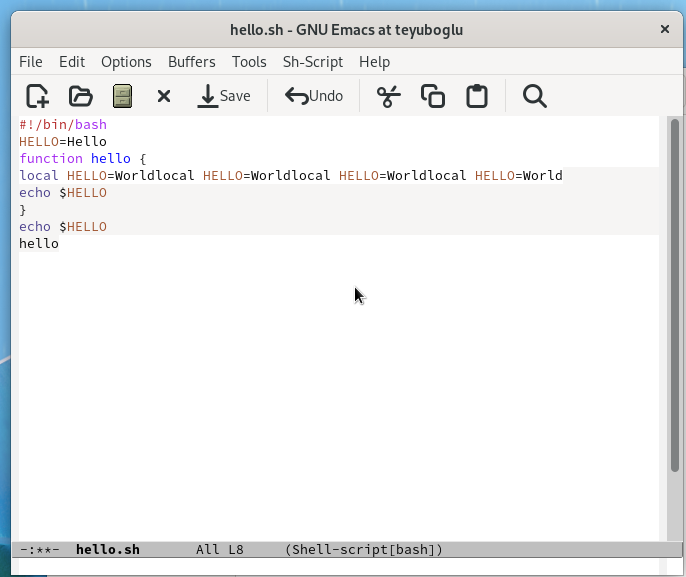 hello.sh - GNU Emacs at teyuboglu
File Edit Options Buffers Tools Sh-Script Help
Save Undo
#!/bin/bash
HELLO=Hello
function hello {
local HELLO=Worldlocal HELLO=Worldlocal HELLO=Worldlocal HELLO=World
echo $HELLO
}
echo $HELLO
hello
-:**- hello.sh All L8 (Shell-script[bash])